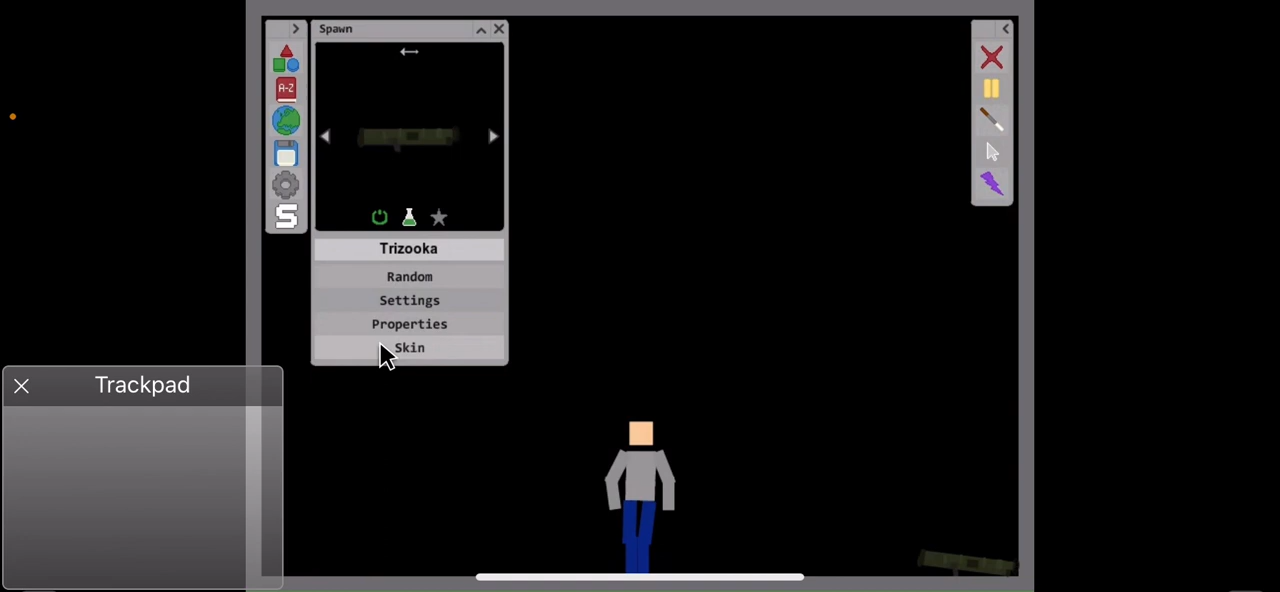 Spawn
A-Z
S
Trizooka
Random
Settings
Properties
Skin
Trackpad